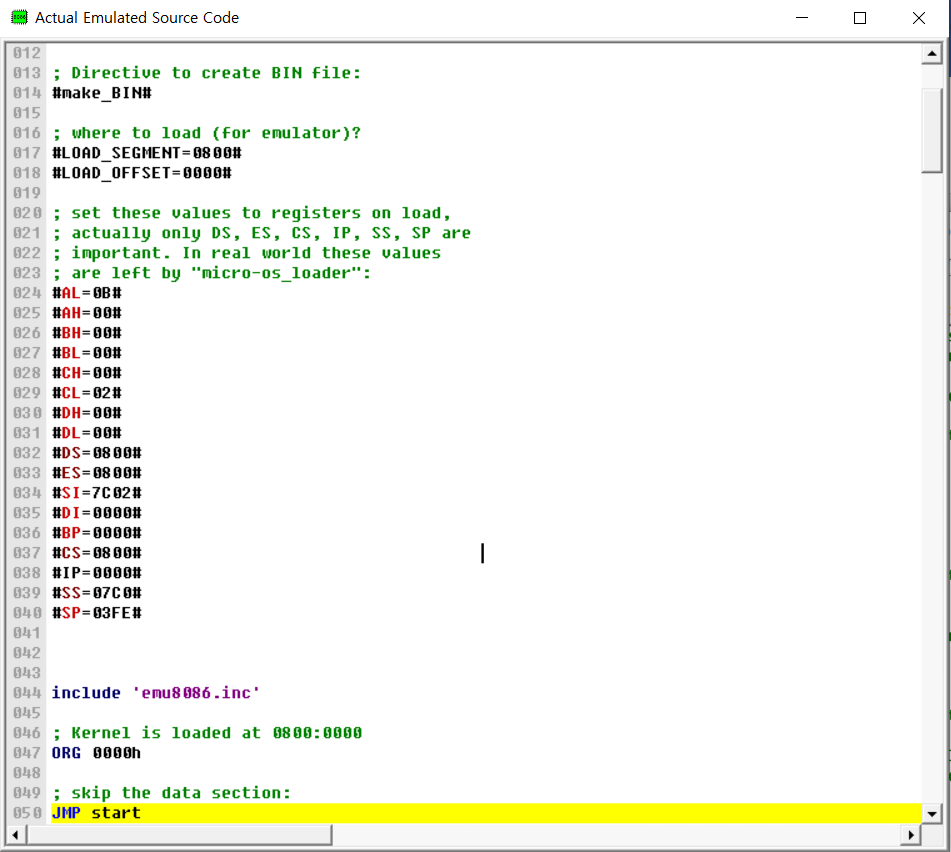 Actual Emulated Source Code
012
013 ; Directive to create BIN file:
014 #make_BIN#
015
016 ; where to load (for emulator)?
017 #LOAD_SEGMENT=0800#
018 #LOAD_OFFSET=0000#
019
020 ; set these values to registers on load,
021 ; actually only DS, ES, CS, IP, SS, SP are
022 ; important. In real world these values
023 ; are left by "micro-os_loader":
024 #AL=0B#
025 #AH=00#
026 #BH=00#
027 #BL=00#
028 #CH=00#
029 #CL=02#
030 #DH=00#
031 #DL=00#
032 #DS=0800#
033 #ES=0800#
034 #SI=7C02#
035 #DI=0000#
036 #BP=0000#
037 #CS=0800#
038 #IP=0000#
039 #SS=07C0#
040 #SP=03FE#
041
042
043
044 include 'emu8086.inc'
045
046 ; Kernel is loaded at 0800:0000
047 ORG 0000h
048
049 ; skip the data section:
050 JMP start